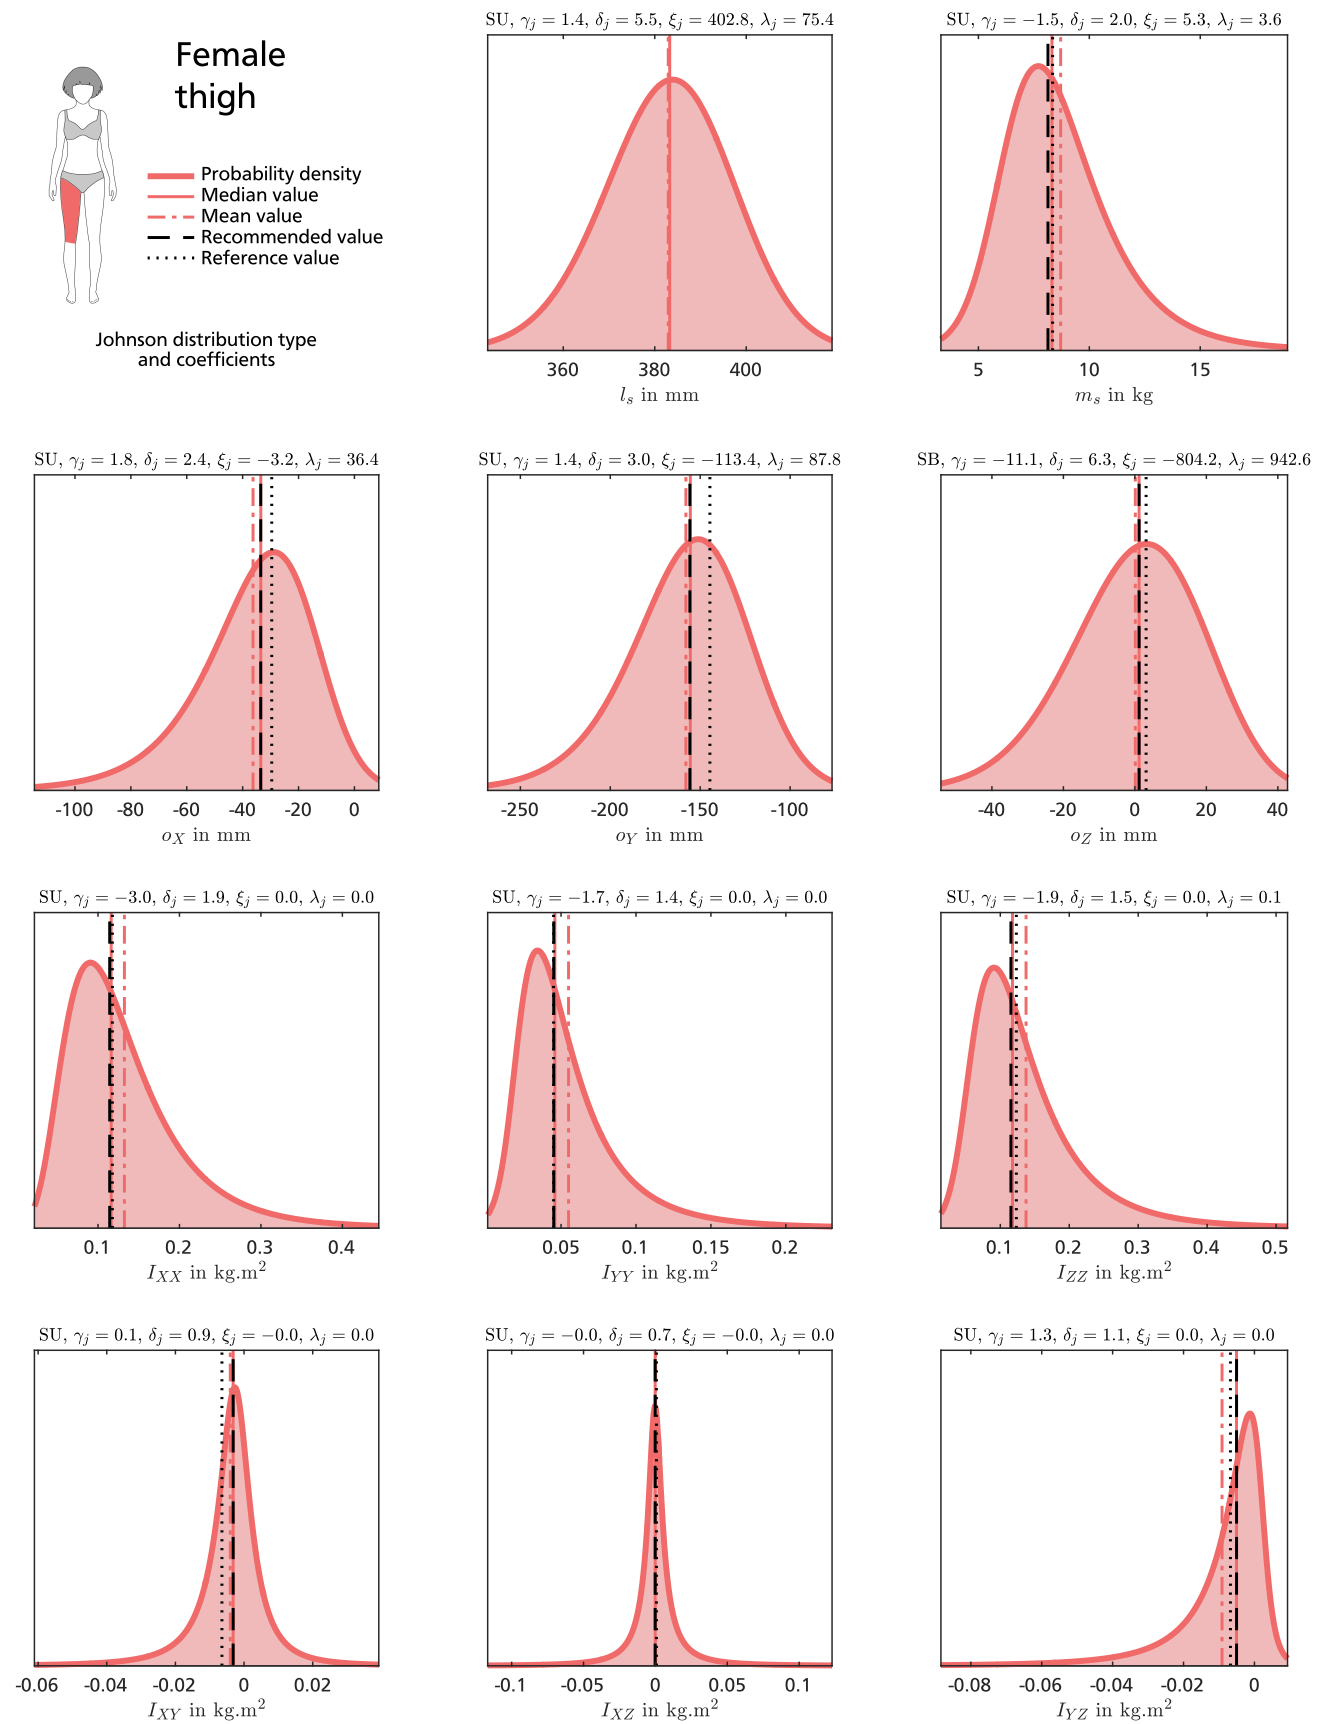 Female
thigh
Probability density
Median value
Mean value
Recommended value
Reference value
Johnson distribution type
and coefficients
SU, γj = 1.4, δj = 5.5, ξj = 402.8, λj = 75.4
360 380 400
ls in mm
SU, γj = −1.5, δj = 2.0, ξj = 5.3, λj = 3.6
5 10 15
ms in kg
SU, γj = 1.8, δj = 2.4, ξj = −3.2, λj = 36.4
-100 -80 -60 -40 -20 0
oX in mm
SU, γj = 1.4, δj = 3.0, ξj = −113.4, λj = 87.8
-250 -200 -150 -100
oY in mm
SB, γj = −11.1, δj = 6.3, ξj = −804.2, λj = 942.6
-40 -20 0 20 40
oZ in mm
SU, γj = −3.0, δj = 1.9, ξj = 0.0, λj = 0.0
0.1 0.2 0.3 0.4
IXX in kg.m²
SU, γj = −1.7, δj = 1.4, ξj = 0.0, λj = 0.0
0.05 0.1 0.15 0.2
IYY in kg.m²
SU, γj = −1.9, δj = 1.5, ξj = 0.0, λj = 0.1
0.1 0.2 0.3 0.4 0.5
IZZ in kg.m²
SU, γj = 0.1, δj = 0.9, ξj = −0.0, λj = 0.0
-0.06 -0.04 -0.02 0 0.02
IXY in kg.m²
SU, γj = −0.0, δj = 0.7, ξj = −0.0, λj = 0.0
-0.1 -0.05 0 0.05 0.1
IXZ in kg.m²
SU, γj = 1.3, δj = 1.1, ξj = 0.0, λj = 0.0
-0.08 -0.06 -0.04 -0.02 0
IYZ in kg.m²